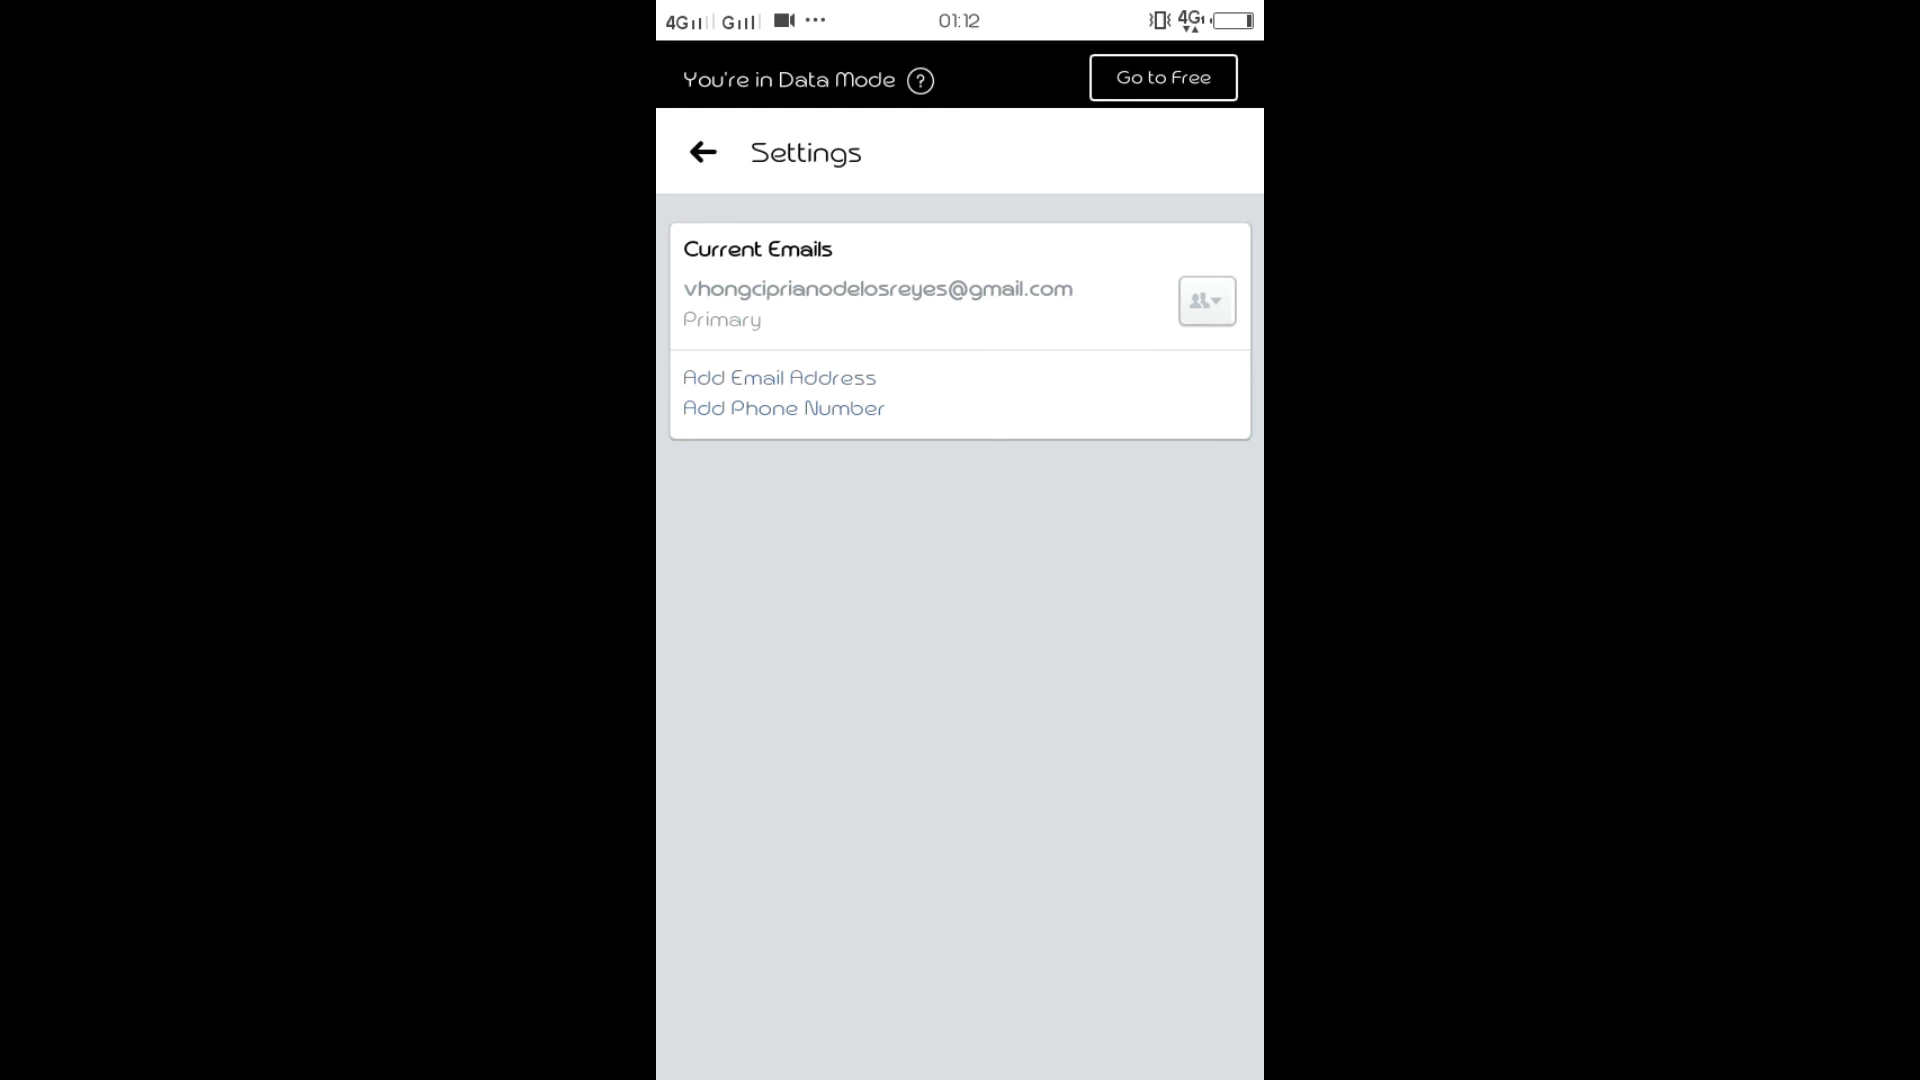 4G G 01:12 4G
You're in Data Mode ? Go to Free
Settings
Current Emails
vhongciprianodelosreyes@gmail.com
Primary
Add Email Address
Add Phone Number